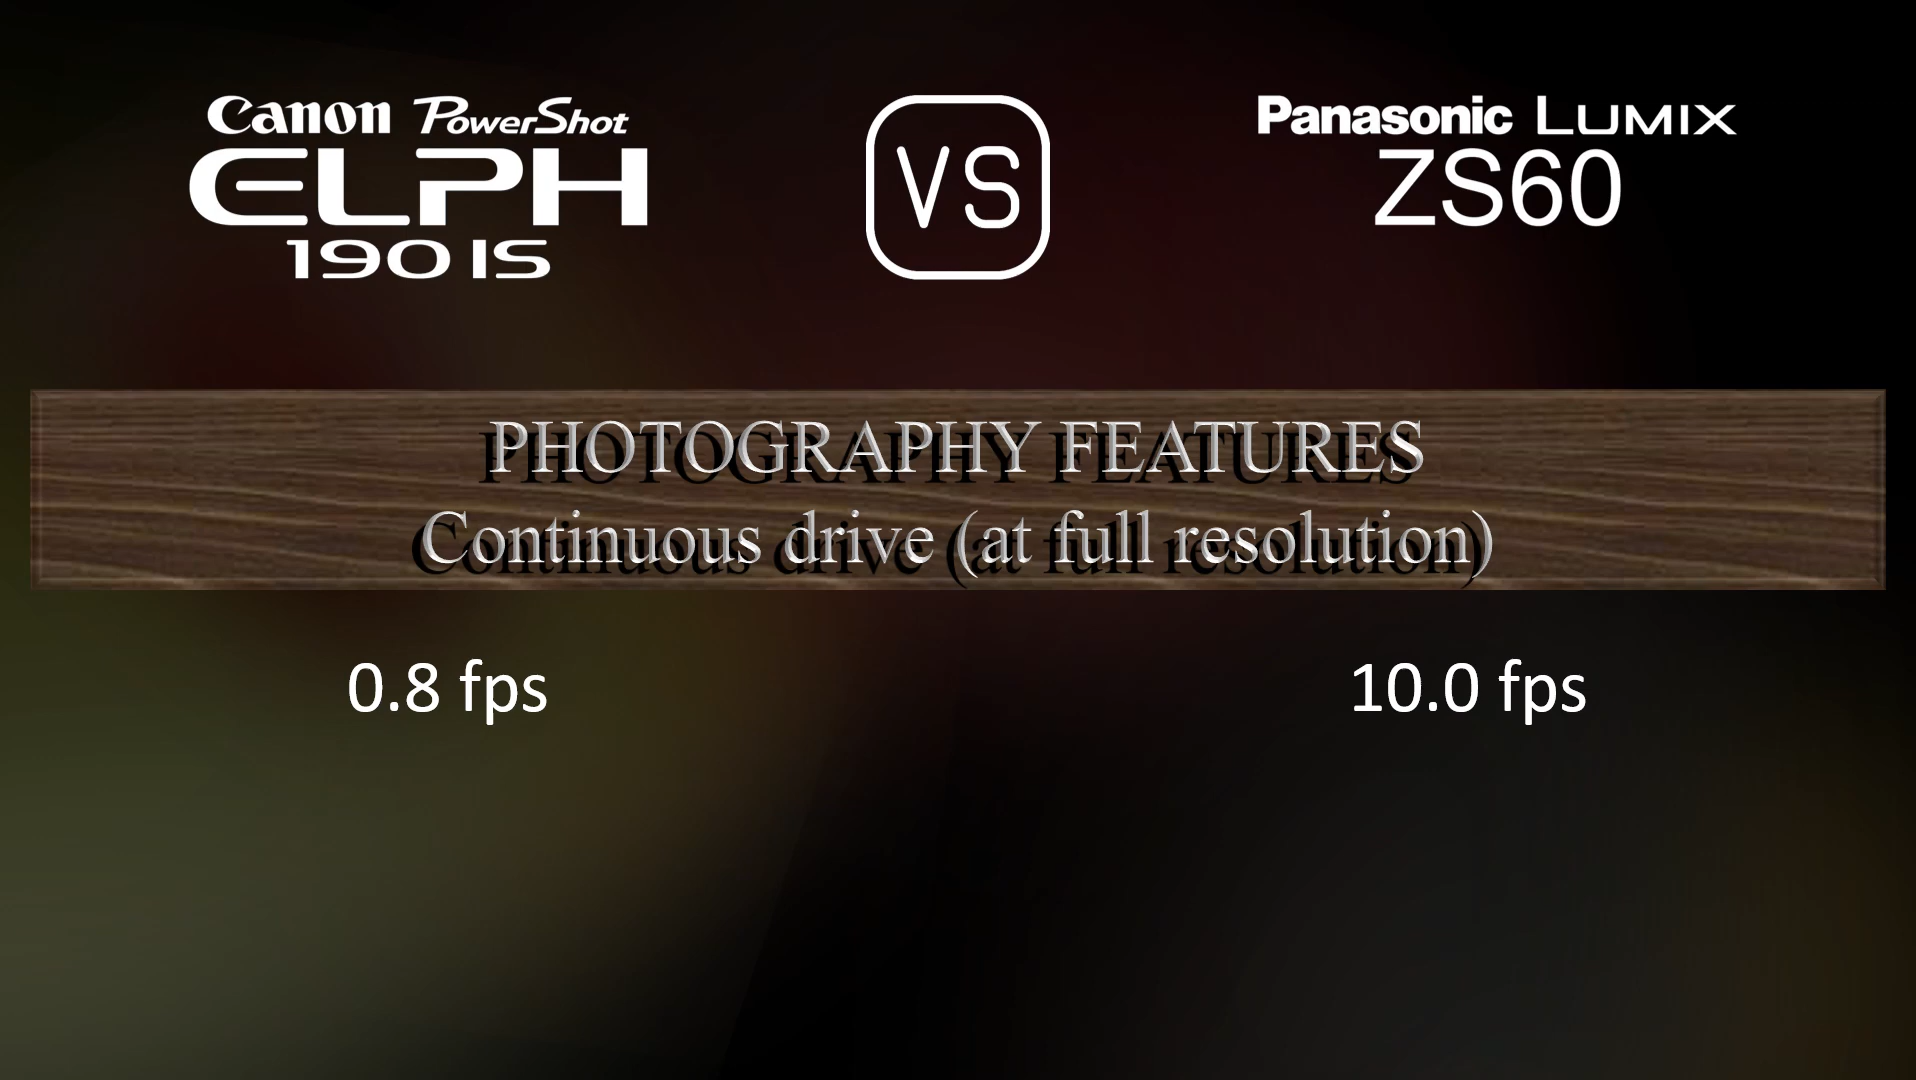 Canon PowerShot
ELPH
190 IS
VS
Panasonic LUMIX
ZS60
PHOTOGRAPHY FEATURES
Continuous drive (at full resolution)
0.8 fps
10.0 fps